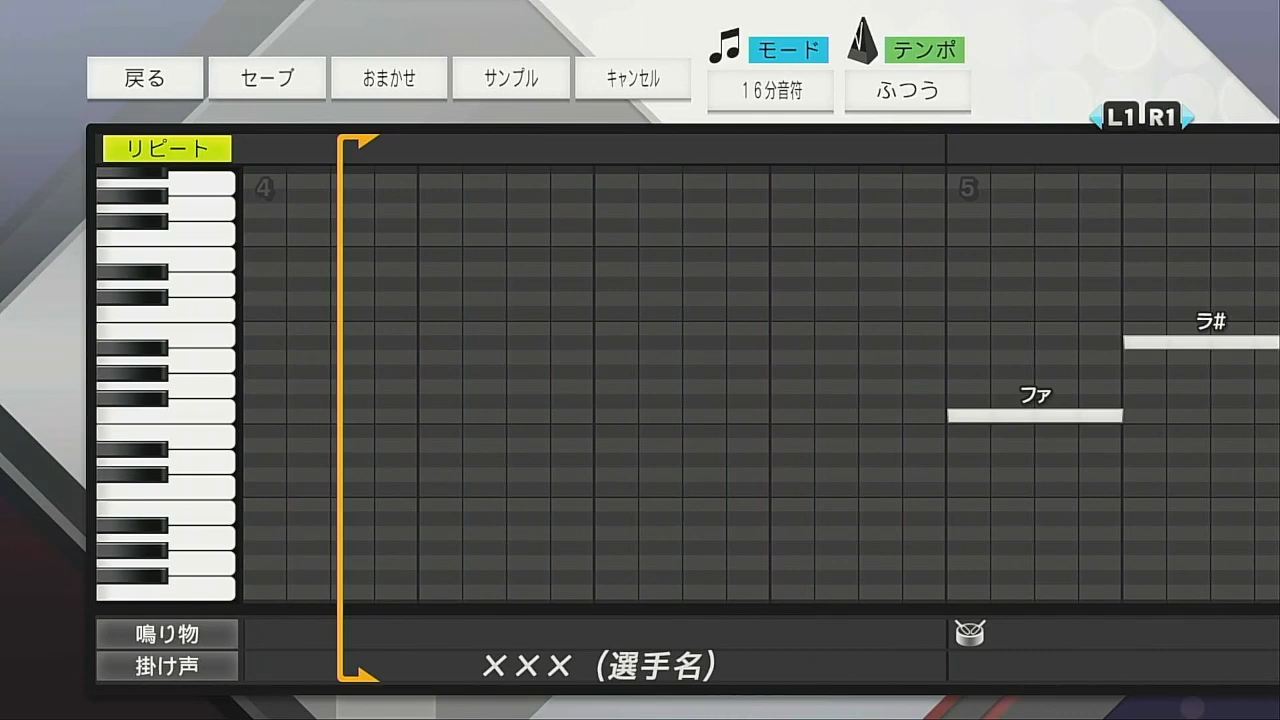 モード
テンポ
戻る
セーブ
おまかせ
サンプル
キャンセル
16分音符
ふつう
L1 R1
リピート
4
5
ラ#
ファ
鳴り物
掛け声
××× (選手名)